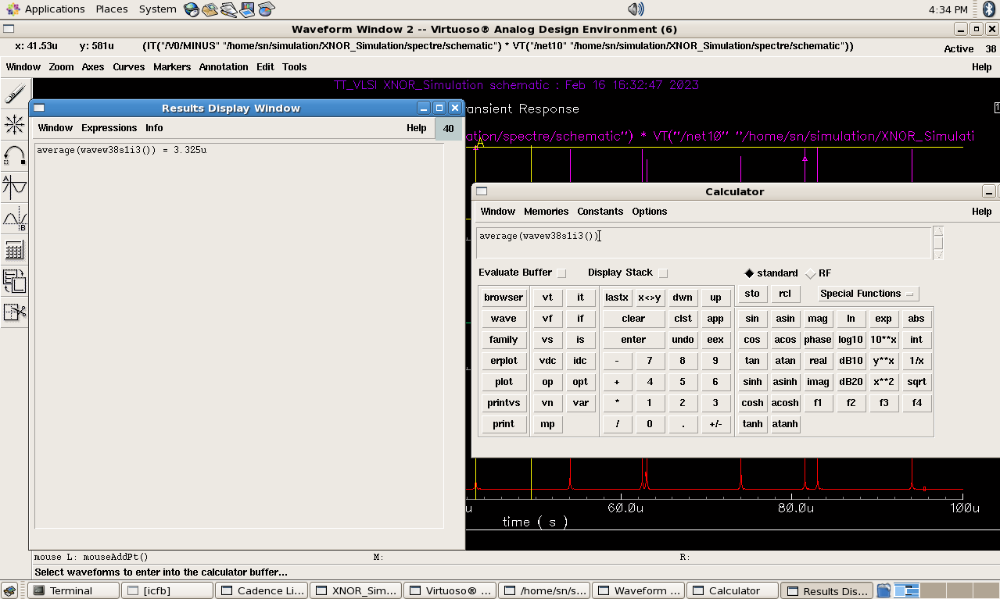 Applications Places System 4:34 PM
Waveform Window 2 -- Virtuoso® Analog Design Environment (6)
x: 41.53u y: 581u (IT("/V0/MINUS" "/home/sn/simulation/XNOR_Simulation/spectre/schematic") * VT("/net10" "/home/sn/simulation/XNOR_Simulation/spectre/schematic"))
Active 38
Window Zoom Axes Curves Markers Annotation Edit Tools Help
TT_VLSI XNOR_Simulation schematic : Feb 16 16:32:47 2023
Results Display Window
ansient Response
Window Expressions Info Help 40
ation/spectre/schematic") * VT("/net10" "/home/sn/simulation/XNOR_Simulati
A
average(wavew38s1i3()) = 3.325u
Calculator
Window Memories Constants Options Help
average(wavew38s1i3())
Evaluate Buffer Display Stack standard RF
browser vt it lastx x<>y dwn up sto rcl Special Functions
wave vf if clear clst app sin asin mag ln exp abs
family vs is enter undo eex cos acos phase log10 10**x int
erplot vdc idc - 7 8 9 tan atan real dB10 y**x 1/x
plot op opt + 4 5 6 sinh asinh imag dB20 x**2 sqrt
printvs vn var * 1 2 3 cosh acosh f1 f2 f3 f4
print mp / 0 . +/- tanh atanh
u 60.0u 80.0u 100u
time ( s )
mouse L: mouseAddPt() M: R:
Select waveforms to enter into the calculator buffer...
Terminal [icfb] Cadence Li... XNOR_Sim... Virtuoso® ... /home/sn/s... Waveform ... Calculator Results Dis...